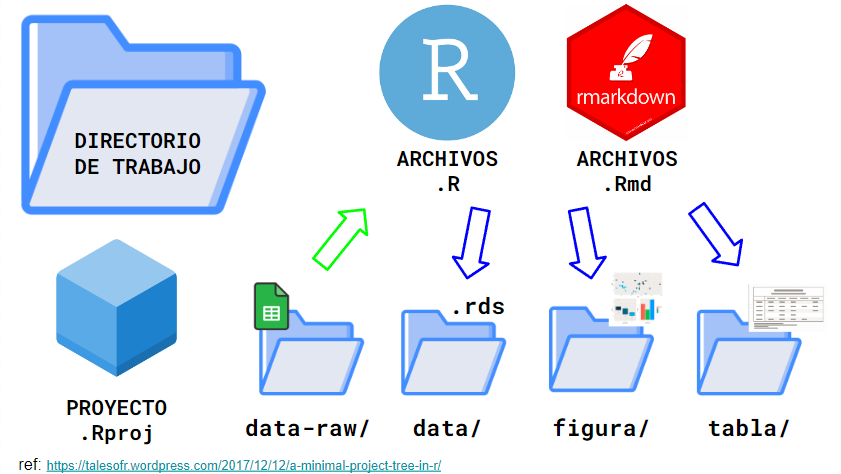 DIRECTORIO
DE TRABAJO
R
ARCHIVOS
.R
rmarkdown
ARCHIVOS
.Rmd
PROYECTO
.Rproj
.rds
data-raw/
data/
figura/
tabla/
ref: https://talesofr.wordpress.com/2017/12/12/a-minimal-project-tree-in-r/